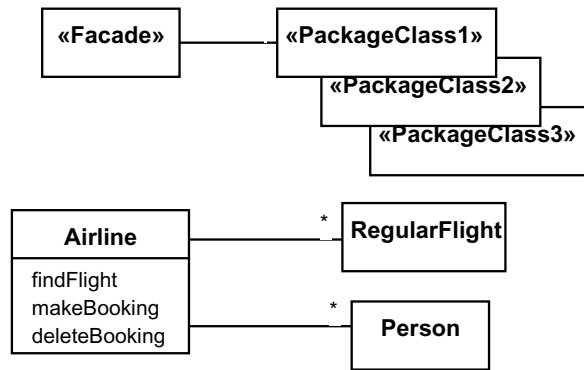 «Facade»
«PackageClass1»
«PackageClass2»
«PackageClass3»
Airline
findFlight
makeBooking
deleteBooking
*
RegularFlight
*
Person